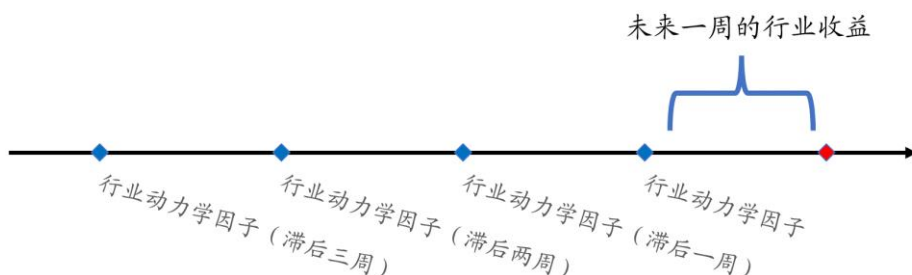 未来一周的行业收益
行业动力学因子（滞后三周）
行业动力学因子（滞后两周）
行业动力学因子（滞后一周）
行业动力学因子